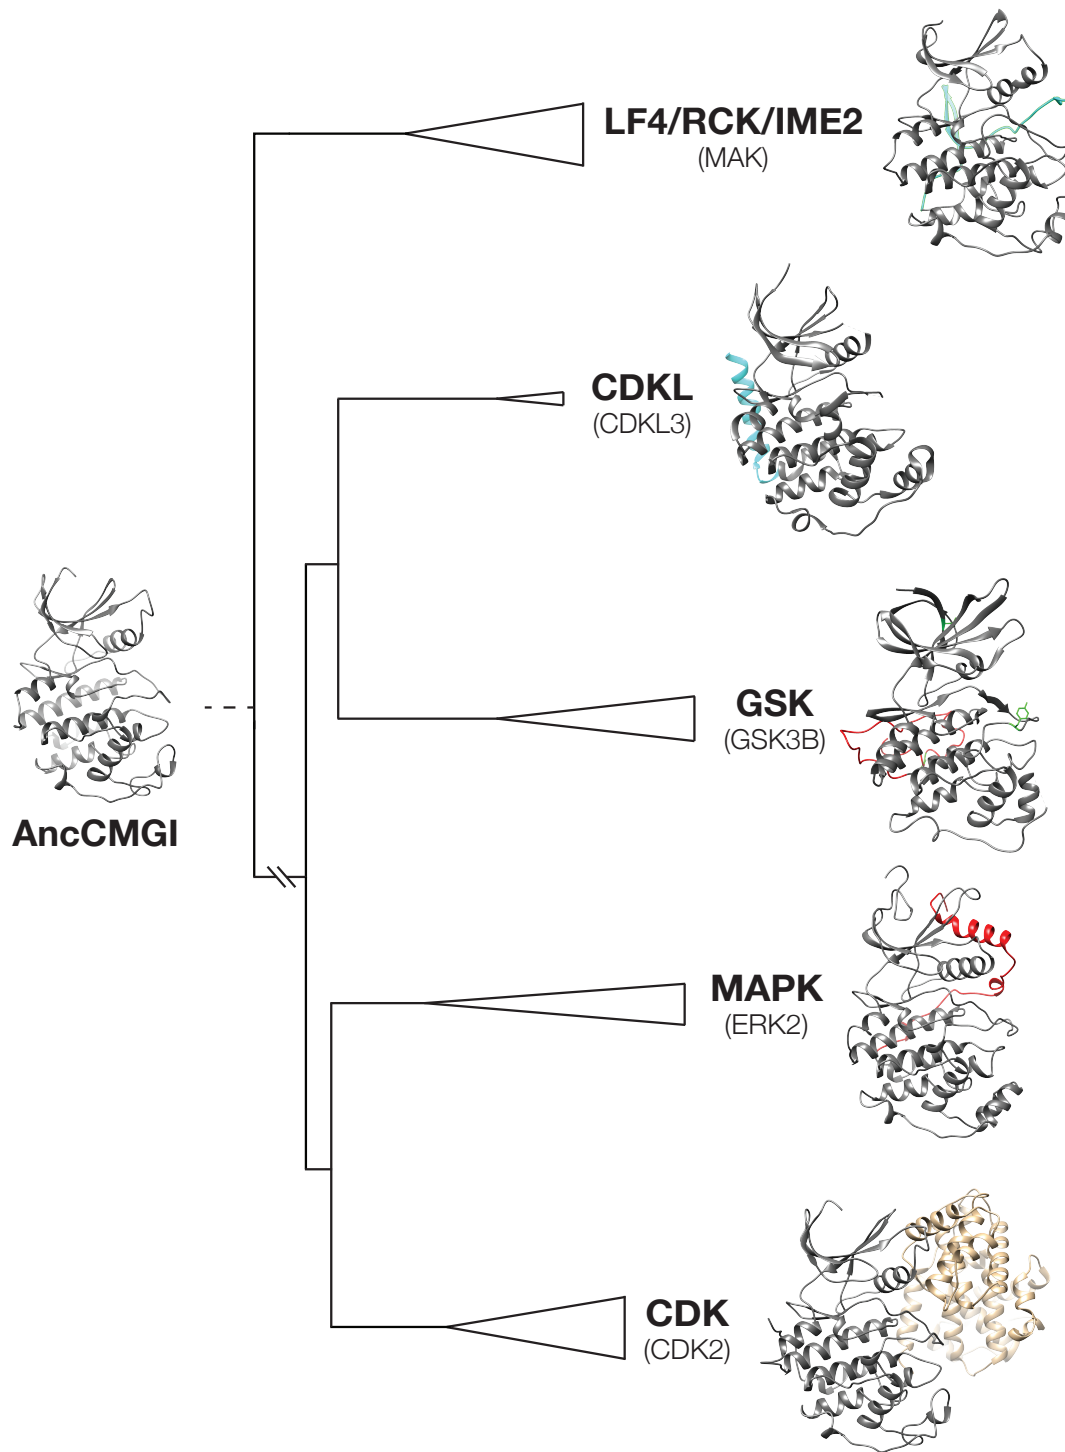 LF4/RCK/IME2
(MAK)
CDKL
(CDKL3)
GSK
(GSK3B)
AncCMGI
MAPK
(ERK2)
CDK
(CDK2)